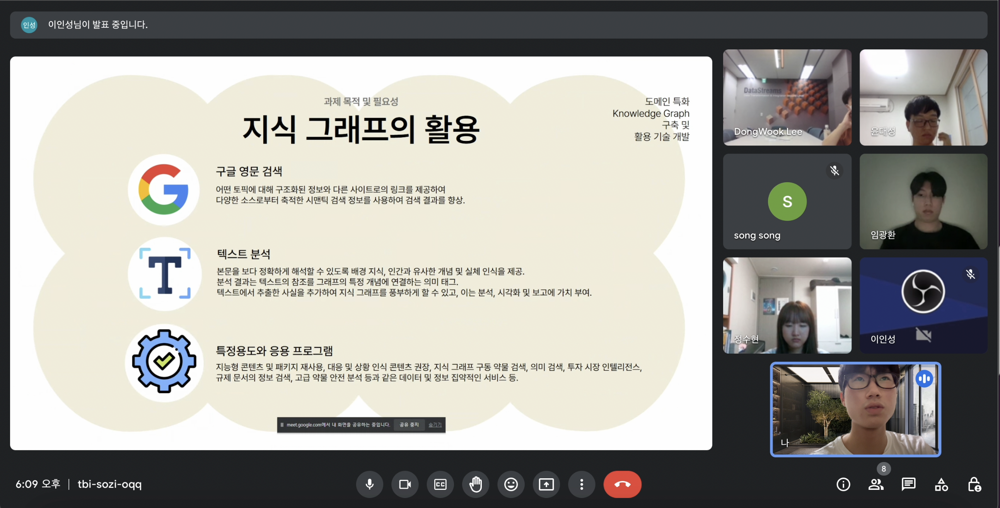 인성
이인성님이 발표 중입니다.
과제 목적 및 필요성
지식 그래프의 활용
도메인 특화
Knowledge Graph
구축 및
활용 기술 개발
G
구글 영문 검색
어떤 토픽에 대해 구조화된 정보와 다른 사이트로의 링크를 제공하여
다양한 소스로부터 축적한 시맨틱 검색 정보를 사용하여 검색 결과를 향상.
T
텍스트 분석
본문을 보다 정확하게 해석할 수 있도록 배경 지식, 인간과 유사한 개념 및 실체 인식을 제공.
분석 결과는 텍스트의 참조를 그래프의 특정 개념에 연결하는 의미 태그.
텍스트에서 추출한 사실을 추가하여 지식 그래프를 풍부하게 할 수 있고, 이는 분석, 시각화 및 보고에 가치 부여.
특정용도와 응용 프로그램
지능형 콘텐츠 및 패키지 재사용, 대응 및 상황 인식 콘텐츠 권장, 지식 그래프 구동 약물 검색, 의미 검색, 투자 시장 인텔리전스,
규제 문서의 정보 검색, 고급 약물 안전 분석 등과 같은 데이터 및 정보 집약적인 서비스 등.
meet.google.com에서 내 화면을 공유하는 중입니다.
공유 중지
숨기기
DataStreams
DongWook Lee
윤대성
S
song song
임광환
정수현
이인성
나
6:09 오후
tbi-sozi-oqq
CC
8